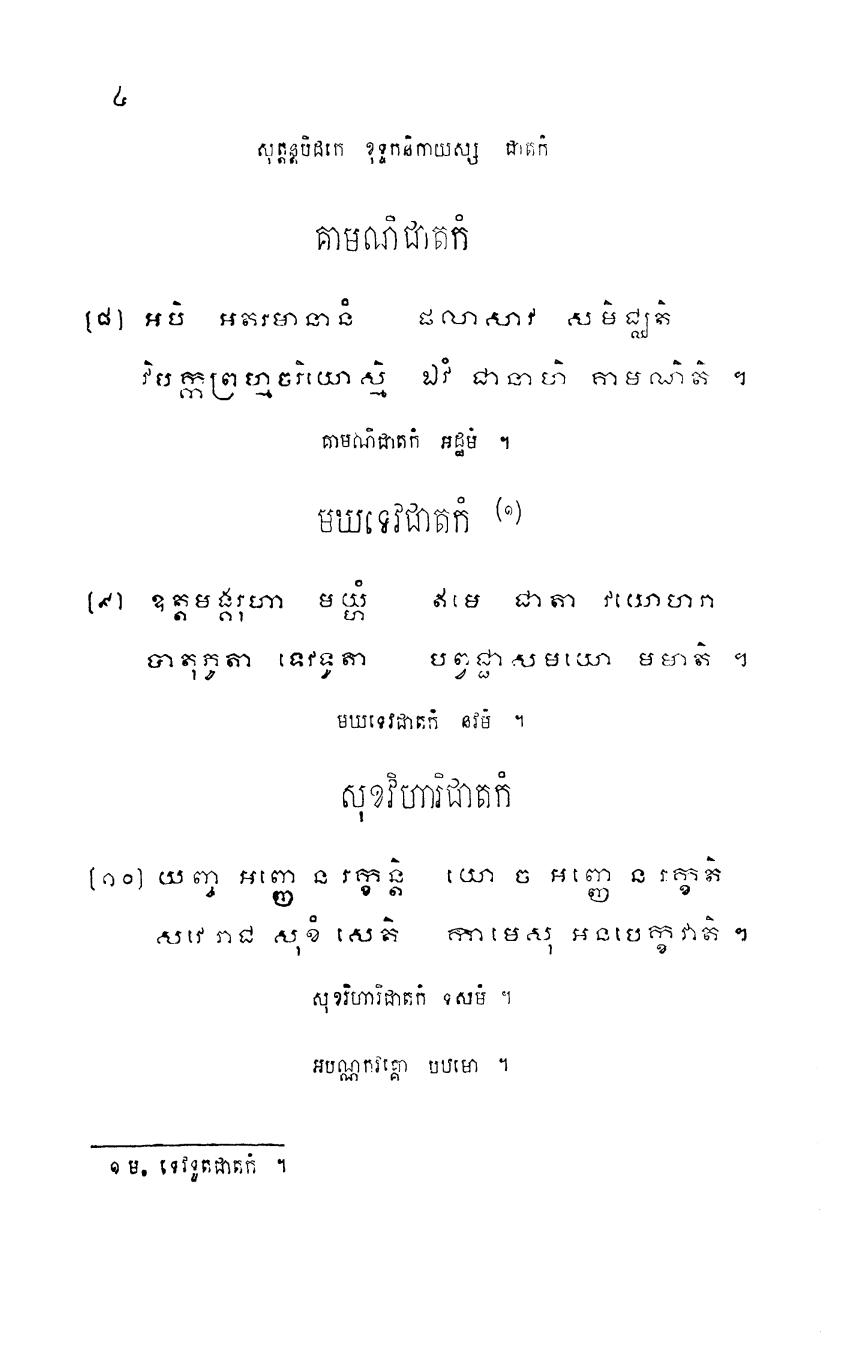 ៤
សុត្តន្តបិដកេ ខុទ្ទកនិកាយស្ស ជាតកំ
គាមណិជាតកំ
[៨] អបិ អតរមានានំ ផលាសាវ សមិជ្ឈតិ
វិបក្កព្រហ្មចរិយោស្មិ ឯវំ ជានាហិ គាមណិតិ ។
គាមណិជាតកំ អដ្ឋមំ ។
មឃទេវជាតកំ (១)
[៩] ឧត្តមង្គរុហា មយ្ហំ ឥមេ ជាតា វយោហរា
បាតុភូតា ទេវទូតា បព្វជ្ជាសមយោ មមាតិ ។
មឃទេវជាតកំ នវមំ ។
សុខវិហារិជាតកំ
[១០] យញ្ច អញ្ញេ ន រក្ខន្តិ យោ ច អញ្ញេ ន រក្ខតិ
សវេ រាជ សុខំ សេតិ កាមេសុ អនបេក្ខវាតិ ។
សុខវិហារិជាតកំ ទសមំ ។
អបណ្ណកវគ្គោ បឋមោ ។
១ ម. ទេវទូតជាតកំ ។